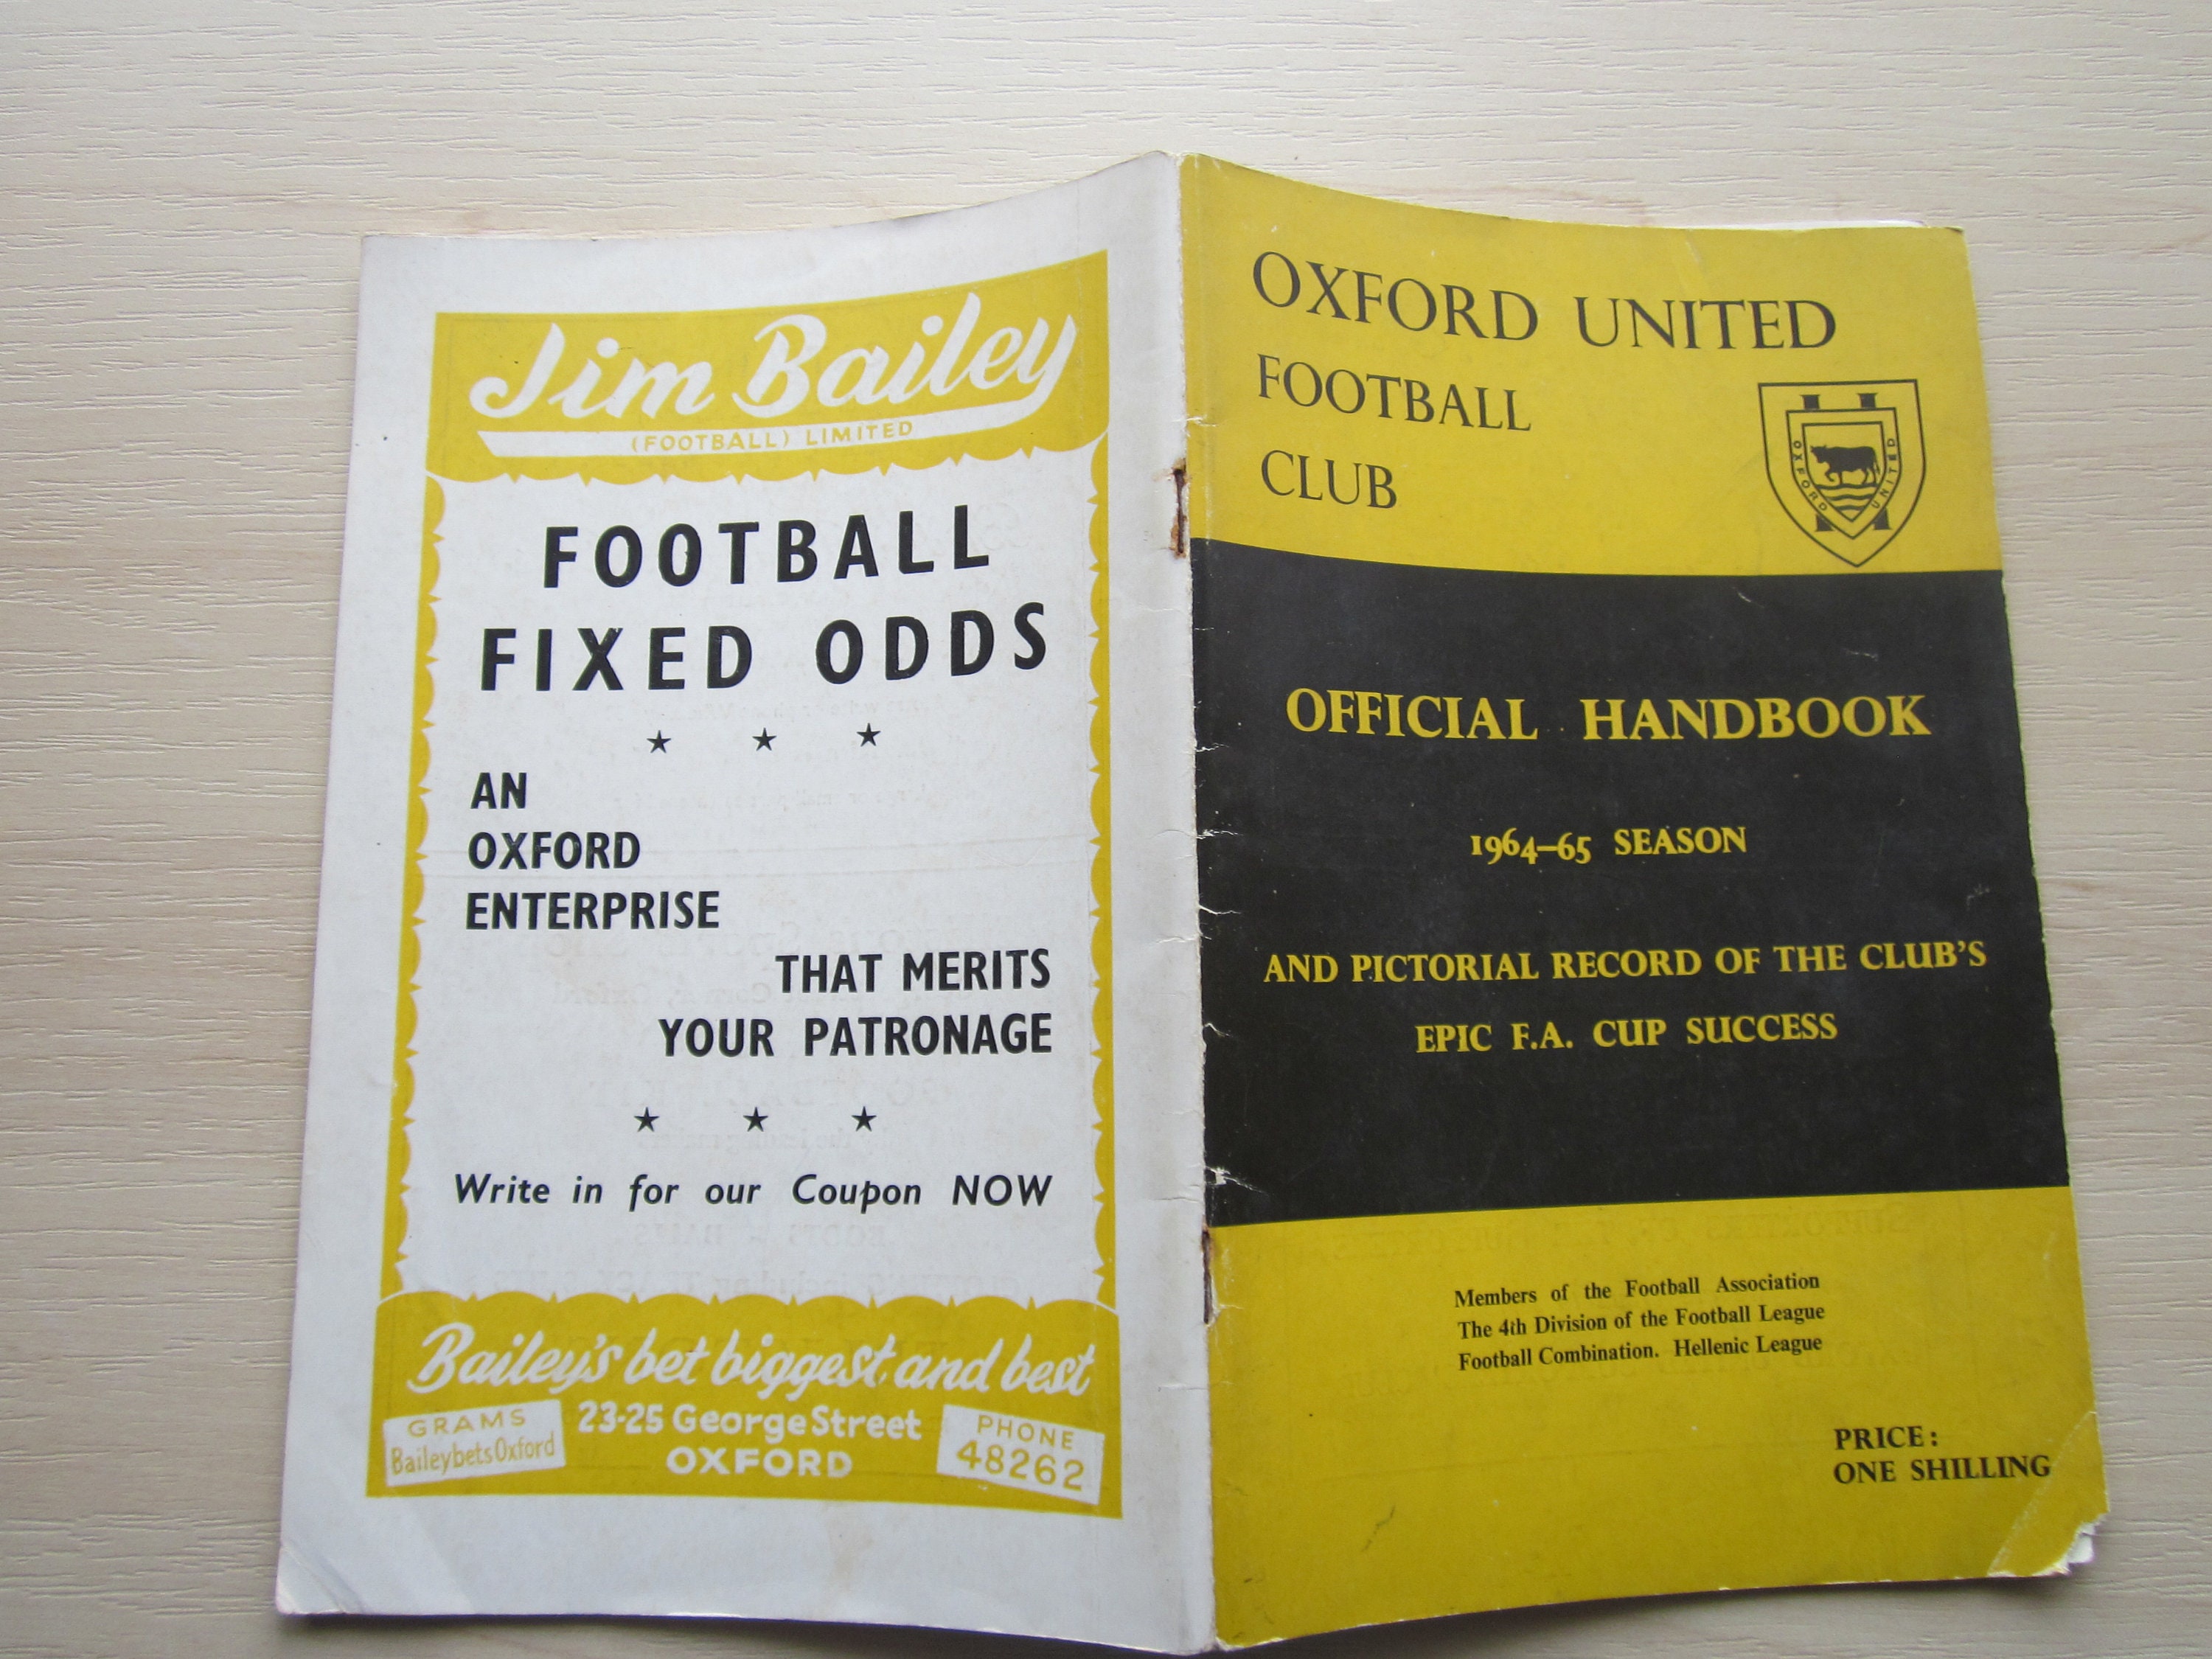 Jim Bailey
(FOOTBALL) LIMITED
FOOTBALL
FIXED ODDS
AN
OXFORD
ENTERPRISE
THAT MERITS
YOUR PATRONAGE
Write in for our Coupon NOW
Bailey's bet biggest and best
GRAMS
BaileybetsOxford
23-25 George Street
OXFORD
PHONE
48262
OXFORD UNITED
FOOTBALL
CLUB
OXFORD UNITED
OFFICIAL HANDBOOK
1964–65 SEASON
AND PICTORIAL RECORD OF THE CLUB'S
EPIC F.A. CUP SUCCESS
Members of the Football Association
The 4th Division of the Football League
Football Combination. Hellenic League
PRICE:
ONE SHILLING